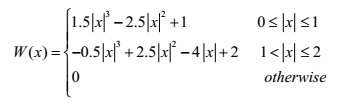 1.5|x|³ − 2.5|x|² + 1    0 ≤ |x| ≤ 1
W(x) = { −0.5|x|³ + 2.5|x|² − 4|x| + 2    1 < |x| ≤ 2
0    otherwise